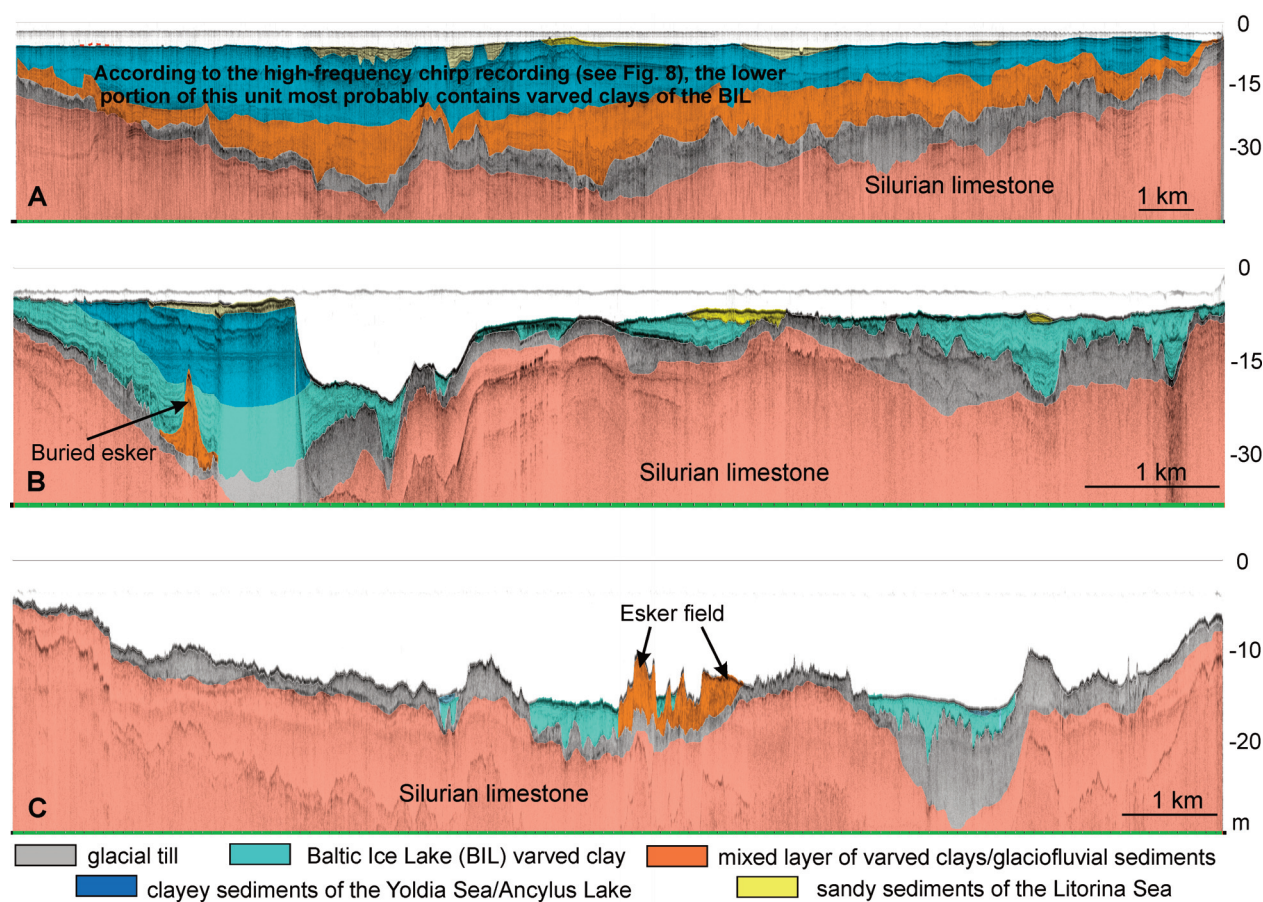 0
According to the high-frequency chirp recording (see Fig. 8), the lower
portion of this unit most probably contains varved clays of the BIL
-15
-30
Silurian limestone
A
1 km
0
-15
Buried esker
-30
B
Silurian limestone
1 km
0
Esker field
-10
-20
Silurian limestone
C
1 km
m
glacial till
Baltic Ice Lake (BIL) varved clay
mixed layer of varved clays/glaciofluvial sediments
clayey sediments of the Yoldia Sea/Ancylus Lake
sandy sediments of the Litorina Sea